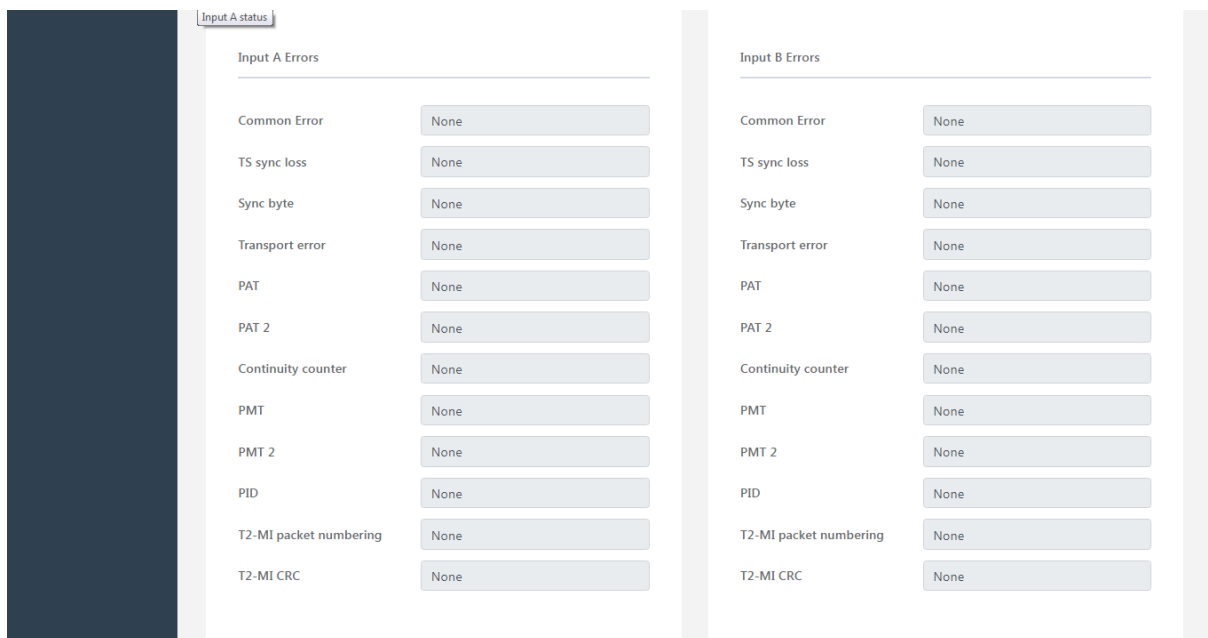 Input A status
Input A Errors
Common Error None
TS sync loss None
Sync byte None
Transport error None
PAT None
PAT 2 None
Continuity counter None
PMT None
PMT 2 None
PID None
T2-MI packet numbering None
T2-MI CRC None
Input B Errors
Common Error None
TS sync loss None
Sync byte None
Transport error None
PAT None
PAT 2 None
Continuity counter None
PMT None
PMT 2 None
PID None
T2-MI packet numbering None
T2-MI CRC None